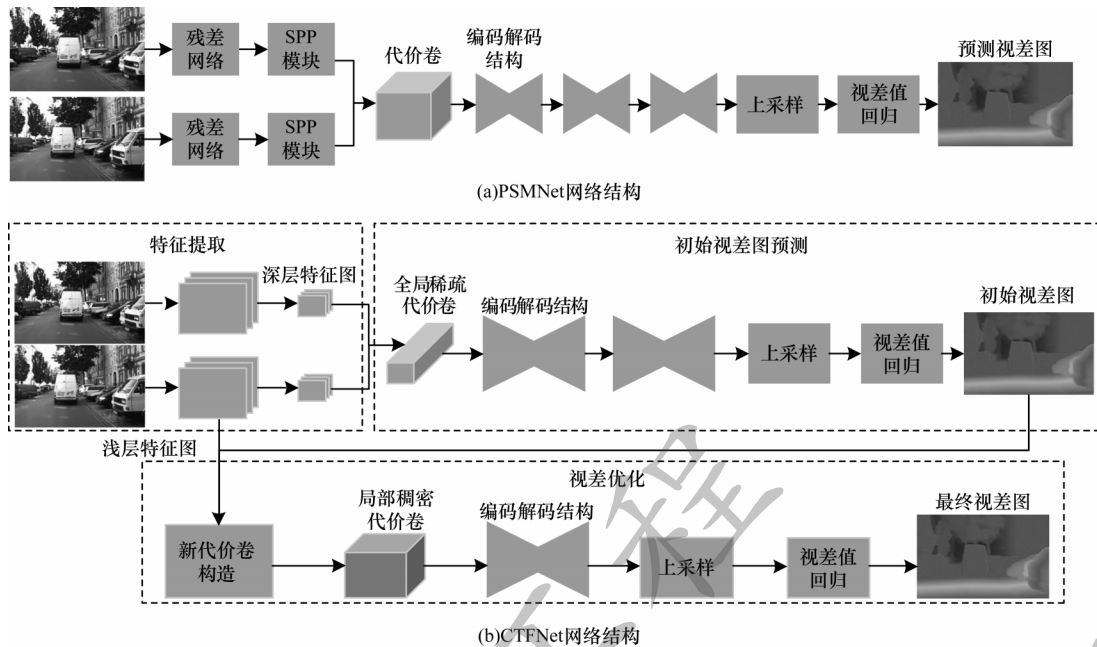 残差
网络
SPP
模块
残差
网络
SPP
模块
代价卷
编码解码
结构
上采样
视差值
回归
预测视差图
(a)PSMNet网络结构
特征提取
深层特征图
初始视差图预测
全局稀疏
代价卷
编码解码结构
上采样
视差值
回归
初始视差图
浅层特征图
视差优化
新代价卷
构造
局部稠密
代价卷
编码解码结构
上采样
视差值
回归
最终视差图
(b)CTFNet网络结构
程